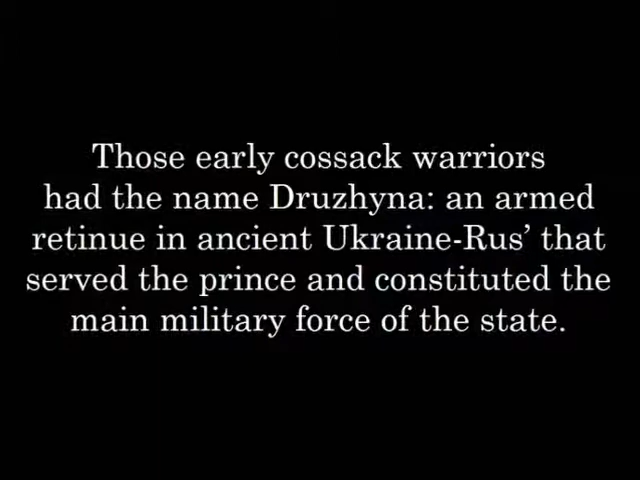 Those early cossack warriors
had the name Druzhyna: an armed
retinue in ancient Ukraine-Rus’ that
served the prince and constituted the
main military force of the state.